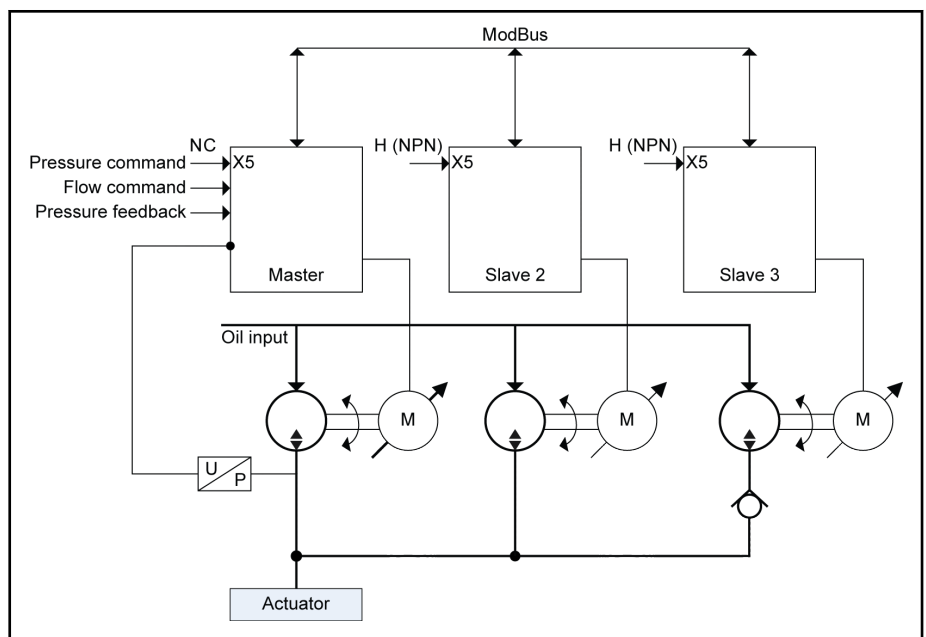 ModBus
NC
H (NPN)
H (NPN)
Pressure command
X5
X5
X5
Flow command
Pressure feedback
Master
Slave 2
Slave 3
Oil input
M
M
M
U
P
Actuator